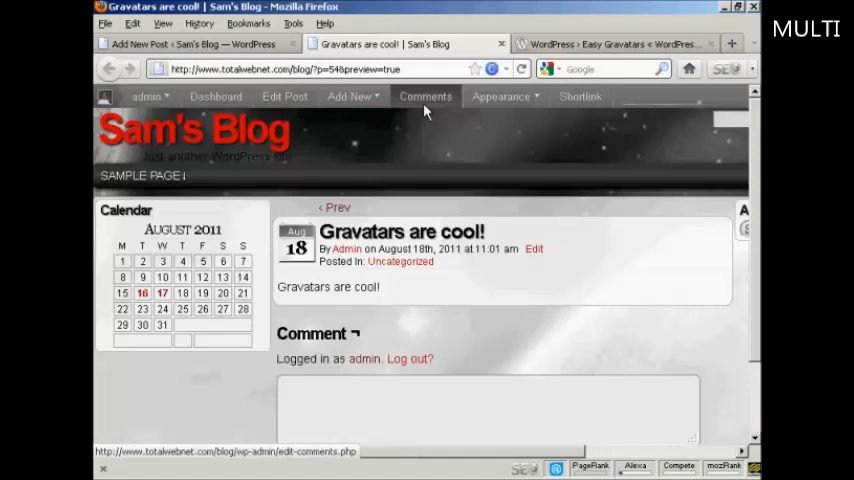 Gravatars are cool! | Sam's Blog - Mozilla Firefox
MULTI
File Edit View History Bookmarks Tools Help
Add New Post ‹ Sam's Blog — WordPress
Gravatars are cool! | Sam's Blog
WordPress › Easy Gravatars « WordPres...
http://www.totalwebnet.com/blog/?p=54&preview=true
Google
admin Dashboard Edit Post Add New Comments Appearance Shortlink
Sam's Blog
Just another WordPress site
SAMPLE PAGE↓
Calendar
August 2011
M T W T F S S
1 2 3 4 5 6 7
8 9 10 11 12 13 14
15 16 17 18 19 20 21
22 23 24 25 26 27 28
29 30 31
‹ Prev
Aug
18
Gravatars are cool!
By Admin on August 18th, 2011 at 11:01 am Edit
Posted In: Uncategorized
Gravatars are cool!
Comment ¬
Logged in as admin. Log out?
http://www.totalwebnet.com/blog/wp-admin/edit-comments.php
PageRank Alexa Compete mozRank